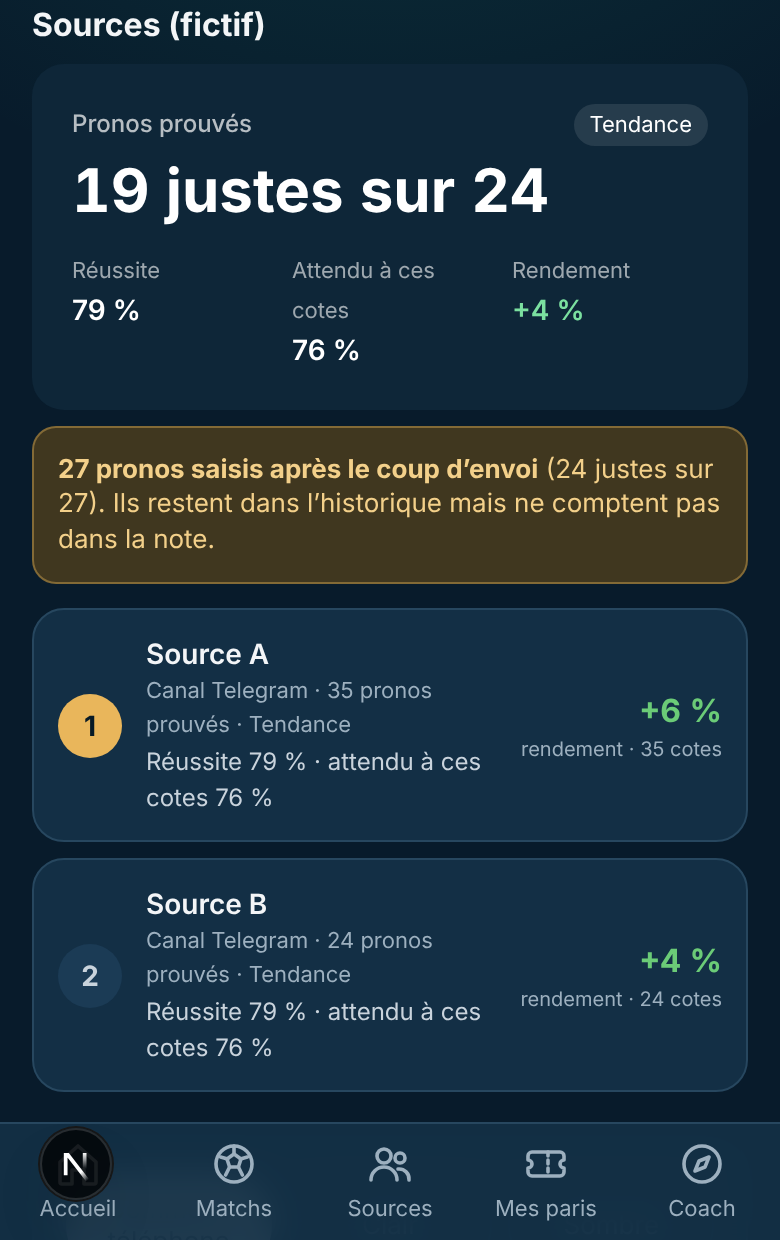 Sources (fictif)
Pronos prouvés
Tendance
19 justes sur 24
Réussite
79 %
Attendu à ces
cotes
76 %
Rendement
+4 %
27 pronos saisis après le coup d’envoi (24 justes sur
27). Ils restent dans l’historique mais ne comptent pas
dans la note.
1
Source A
Canal Telegram · 35 pronos
prouvés · Tendance
Réussite 79 % · attendu à ces
cotes 76 %
+6 %
rendement · 35 cotes
2
Source B
Canal Telegram · 24 pronos
prouvés · Tendance
Réussite 79 % · attendu à ces
cotes 76 %
+4 %
rendement · 24 cotes
N
Accueil
Matchs
Sources
Mes paris
Coach